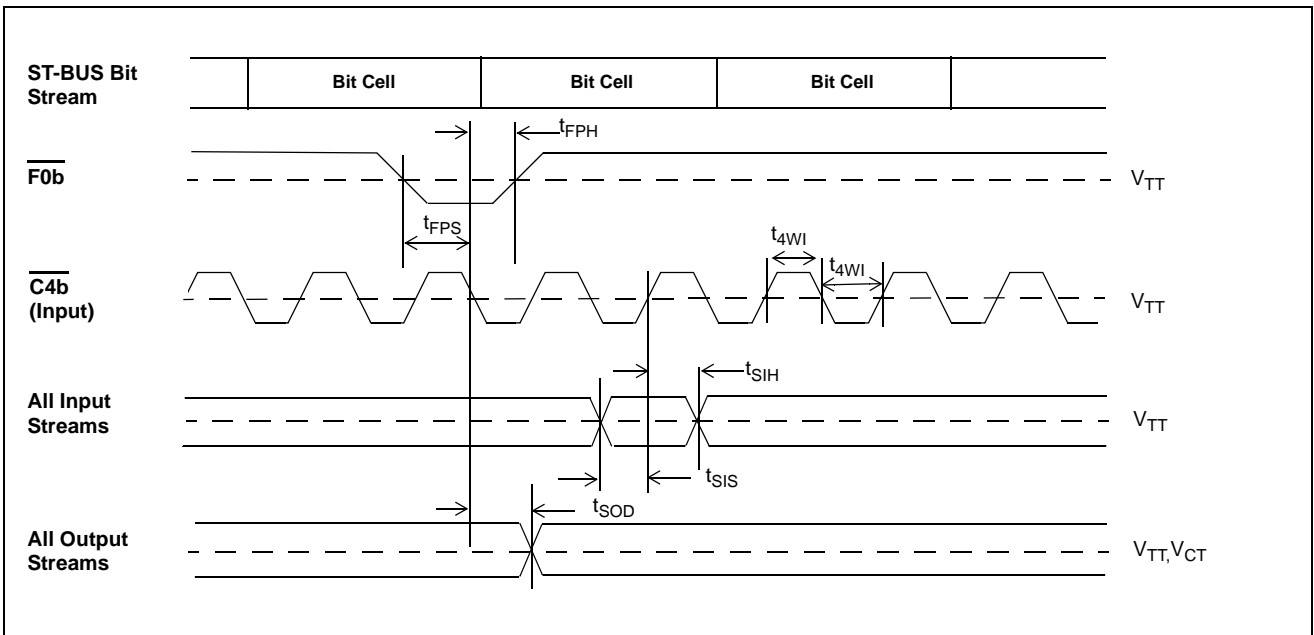 ST-BUS Bit
Stream
Bit Cell
Bit Cell
Bit Cell
tFPH
F0b
VTT
tFPS
t4WI
t4WI
C4b
(Input)
VTT
tSIH
All Input
Streams
VTT
tSIS
tSOD
All Output
Streams
VTT,VCT